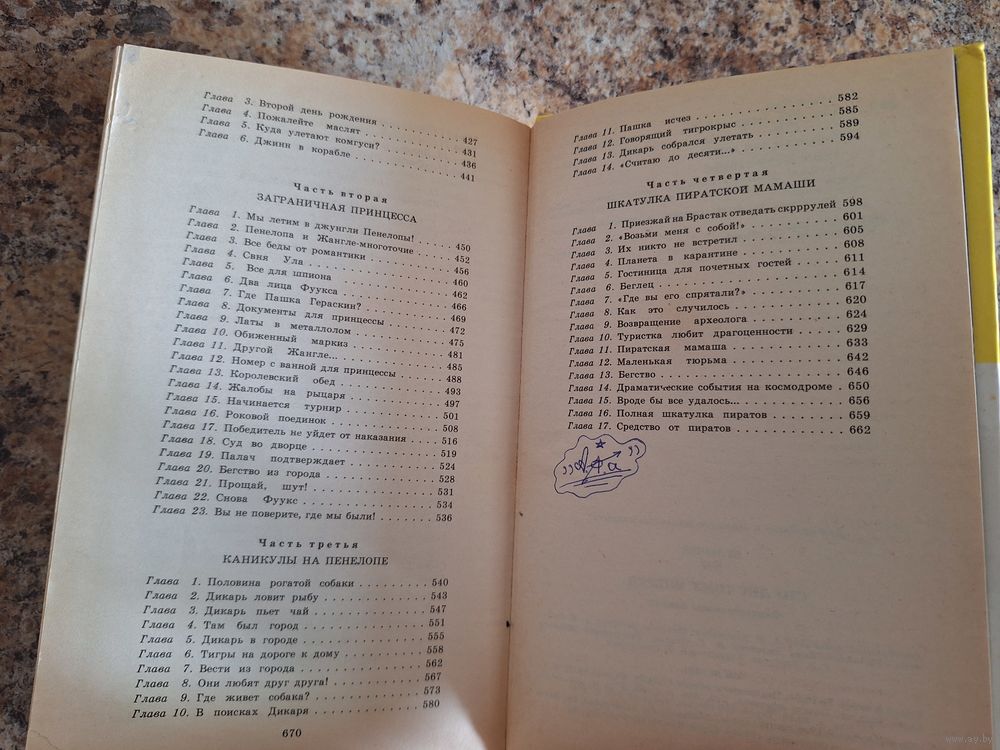 Глава 3. Второй день рождения . . . . . . . . . 427
Глава 4. Пожалейте маслят . . . . . . . . . . 431
Глава 5. Куда улетают комгуси? . . . . . . . . . 436
Глава 6. Джинн в корабле . . . . . . . . . . . 441
Часть вторая
ЗАГРАНИЧНАЯ ПРИНЦЕССА
Глава 1. Мы летим в джунгли Пенелопы! . . . . . 450
Глава 2. Пенелопа и Жангле-многоточие . . . . . 452
Глава 3. Все беды от романтики . . . . . . . . 456
Глава 4. Свня Ула . . . . . . . . . . . . . 460
Глава 5. Все для шпиона . . . . . . . . . . . 462
Глава 6. Два лица Фуукса . . . . . . . . . . 466
Глава 7. Где Пашка Гераскин? . . . . . . . . . 469
Глава 8. Документы для принцессы . . . . . . . 472
Глава 9. Латы в металлолом . . . . . . . . . 475
Глава 10. Обиженный маркиз . . . . . . . . . 481
Глава 11. Другой Жангле... . . . . . . . . . . 485
Глава 12. Номер с ванной для принцессы . . . . . 488
Глава 13. Королевский обед . . . . . . . . . . 493
Глава 14. Жалобы на рыцаря . . . . . . . . . 497
Глава 15. Начинается турнир . . . . . . . . . 501
Глава 16. Роковой поединок . . . . . . . . . . 508
Глава 17. Победитель не уйдет от наказания . . . . 516
Глава 18. Суд во дворце . . . . . . . . . . . 519
Глава 19. Палач подтверждает . . . . . . . . . 524
Глава 20. Бегство из города . . . . . . . . . . 528
Глава 21. Прощай, шут! . . . . . . . . . . . 531
Глава 22. Снова Фуукс . . . . . . . . . . . . 534
Глава 23. Вы не поверите, где мы были! . . . . . . 536
Часть третья
КАНИКУЛЫ НА ПЕНЕЛОПЕ
Глава 1. Половина рогатой собаки . . . . . . . . 540
Глава 2. Дикарь ловит рыбу . . . . . . . . . . 543
Глава 3. Дикарь пьет чай . . . . . . . . . . . 547
Глава 4. Там был город . . . . . . . . . . . 551
Глава 5. Дикарь в городе . . . . . . . . . . . 555
Глава 6. Тигры на дороге к дому . . . . . . . . 558
Глава 7. Вести из города . . . . . . . . . . . 562
Глава 8. Они любят друг друга! . . . . . . . . 567
Глава 9. Где живет собака? . . . . . . . . . . 573
Глава 10. В поисках Дикаря . . . . . . . . . . 580
670
Глава 11. Пашка исчез . . . . . . . . . . . . 582
Глава 12. Говорящий тигрокрыс . . . . . . . . . 585
Глава 13. Дикарь собрался улетать . . . . . . . . 589
Глава 14. «Считаю до десяти...» . . . . . . . . 594
Часть четвертая
ШКАТУЛКА ПИРАТСКОЙ МАМАШИ
Глава 1. Приезжай на Брастак отведать скрррулей 598
Глава 2. «Возьми меня с собой!» . . . . . . . . 601
Глава 3. Их никто не встретил . . . . . . . . . 605
Глава 4. Планета в карантине . . . . . . . . . 608
Глава 5. Гостиница для почетных гостей . . . . . 611
Глава 6. Беглец . . . . . . . . . . . . . . 614
Глава 7. «Где вы его спрятали?» . . . . . . . . 617
Глава 8. Как это случилось . . . . . . . . . . 620
Глава 9. Возвращение археолога . . . . . . . . 624
Глава 10. Туристка любит драгоценности . . . . . 629
Глава 11. Пиратская мамаша . . . . . . . . . 633
Глава 12. Маленькая тюрьма . . . . . . . . . . 642
Глава 13. Бегство . . . . . . . . . . . . . 646
Глава 14. Драматические события на космодроме . . 650
Глава 15. Вроде бы все удалось... . . . . . . . . 656
Глава 16. Полная шкатулка пиратов . . . . . . . 659
Глава 17. Средство от пиратов . . . . . . . . . 662
www.ay.by